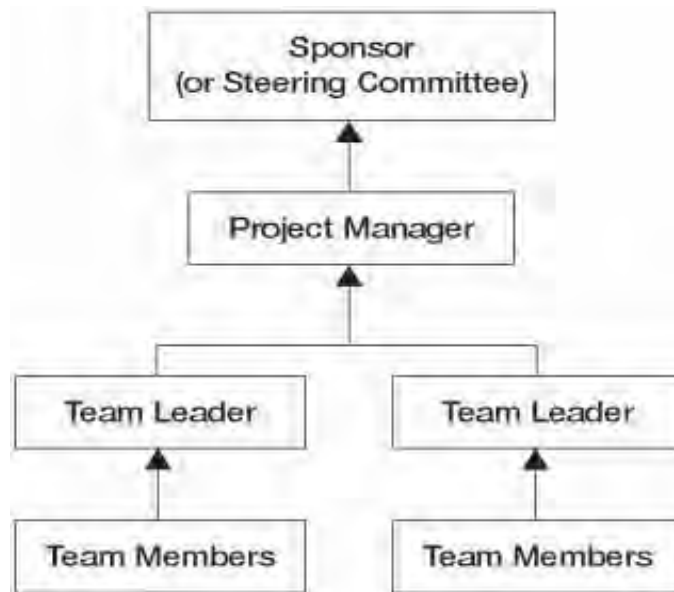 Sponsor
(or Steering Committee)
Project Manager
Team Leader
Team Leader
Team Members
Team Members